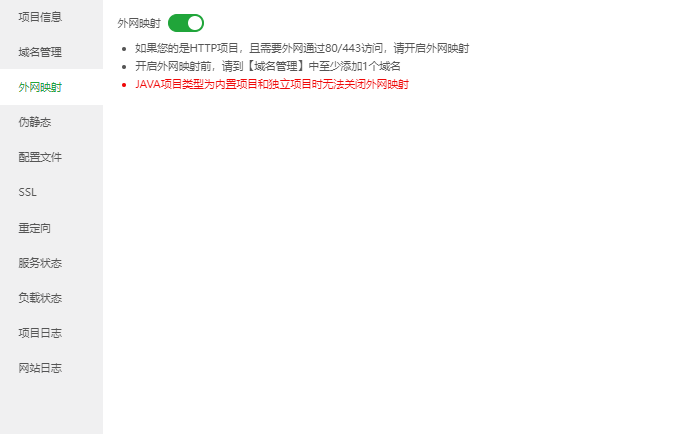 项目信息
域名管理
外网映射
伪静态
配置文件
SSL
重定向
服务状态
负载状态
项目日志
网站日志
外网映射
如果您的是HTTP项目，且需要外网通过80/443访问，请开启外网映射
开启外网映射前，请到【域名管理】中至少添加1个域名
JAVA项目类型为内置项目和独立项目时无法关闭外网映射